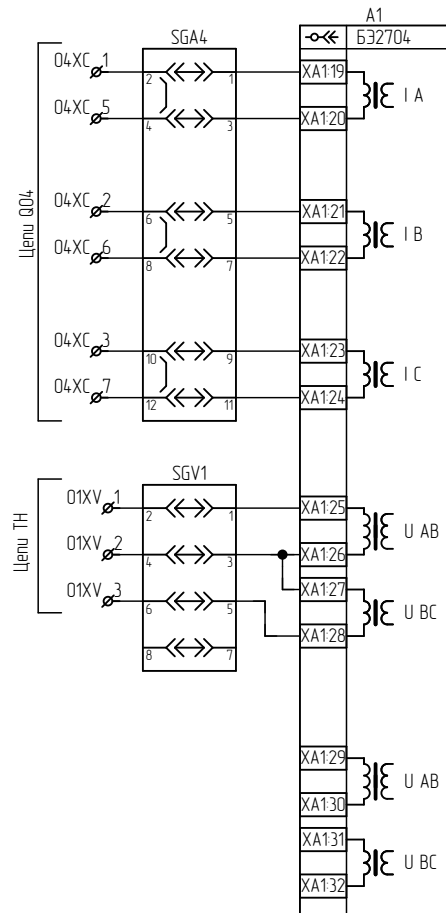 A1
SGA4
Б32704
04XC 1
2
1
XA1:19
I A
04XC 5
4
3
XA1:20
Цепи Q04
04XC 2
6
5
XA1:21
I B
04XC 6
8
7
XA1:22
04XC 3
10
9
XA1:23
I C
04XC 7
12
11
XA1:24
SGV1
Цепи ТН
01XV 1
2
1
XA1:25
U AB
01XV 2
4
3
XA1:26
XA1:27
U BC
01XV 3
6
5
XA1:28
8
7
XA1:29
U AB
XA1:30
XA1:31
U BC
XA1:32